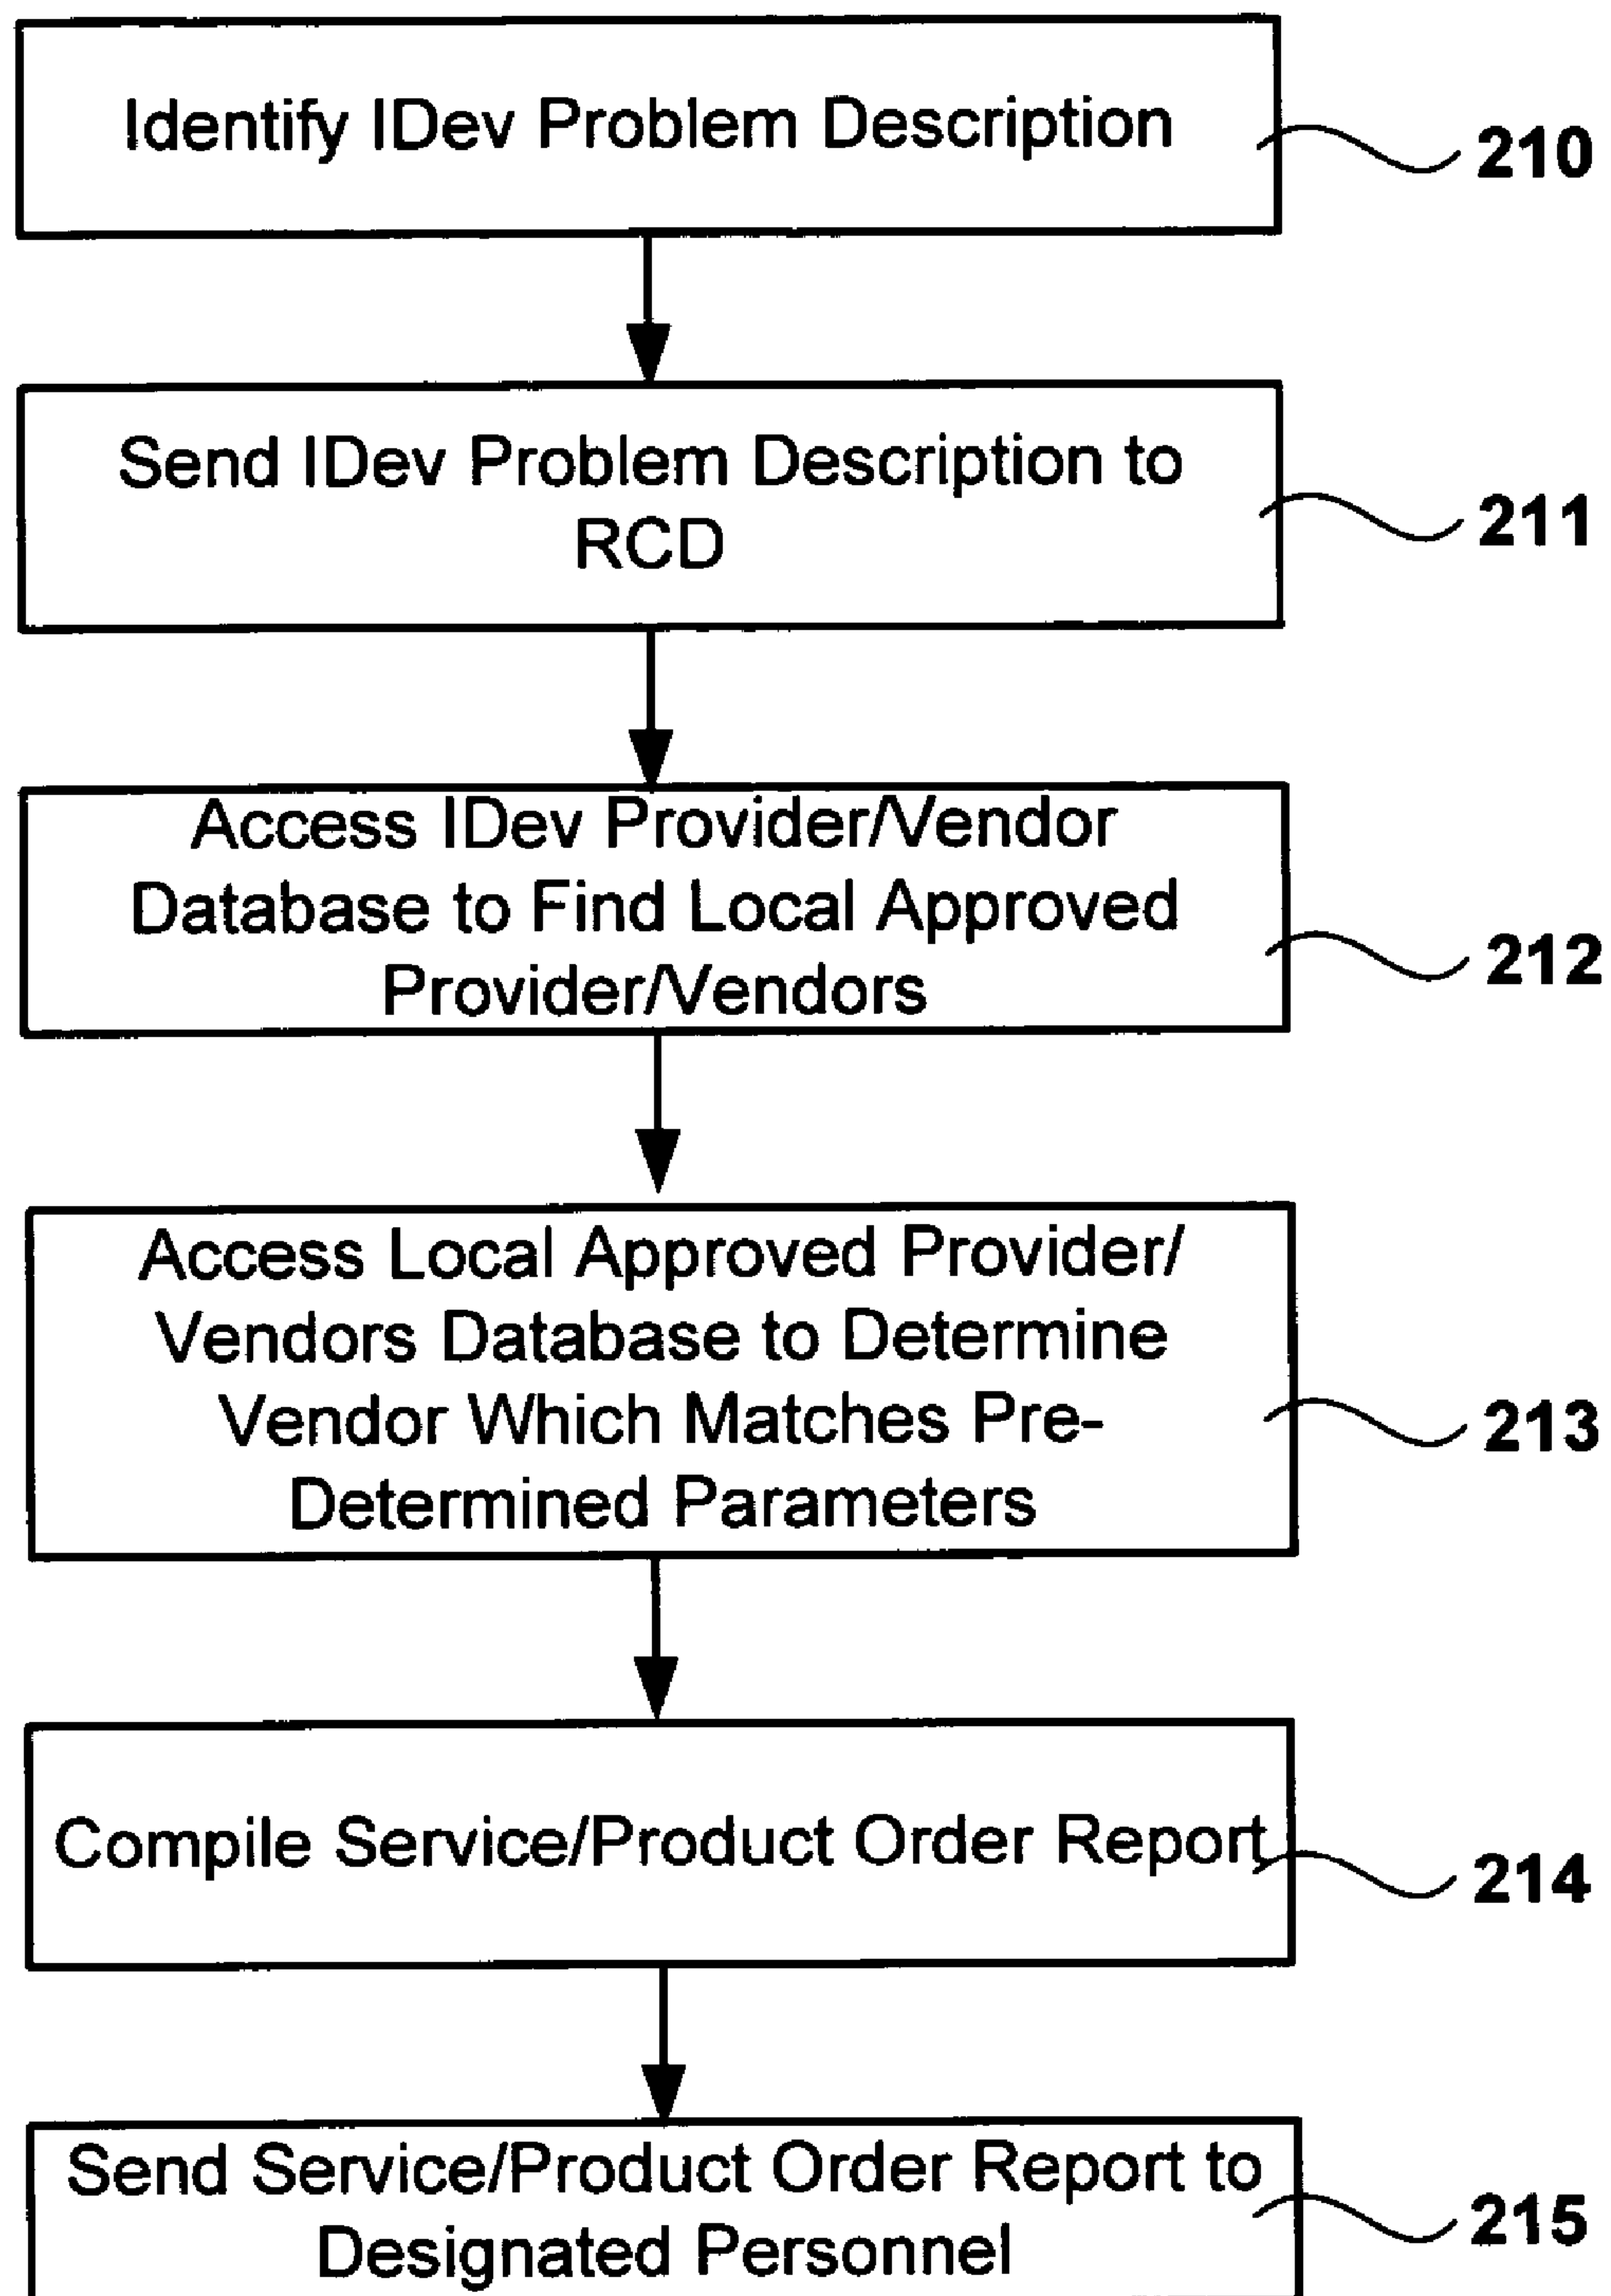 Identify IDev Problem Description
210
Send IDev Problem Description to
RCD
211
Access IDev Provider/Vendor
Database to Find Local Approved
Provider/Vendors
212
Access Local Approved Provider/
Vendors Database to Determine
Vendor Which Matches Pre-
Determined Parameters
213
Compile Service/Product Order Report
214
Send Service/Product Order Report to
Designated Personnel
215